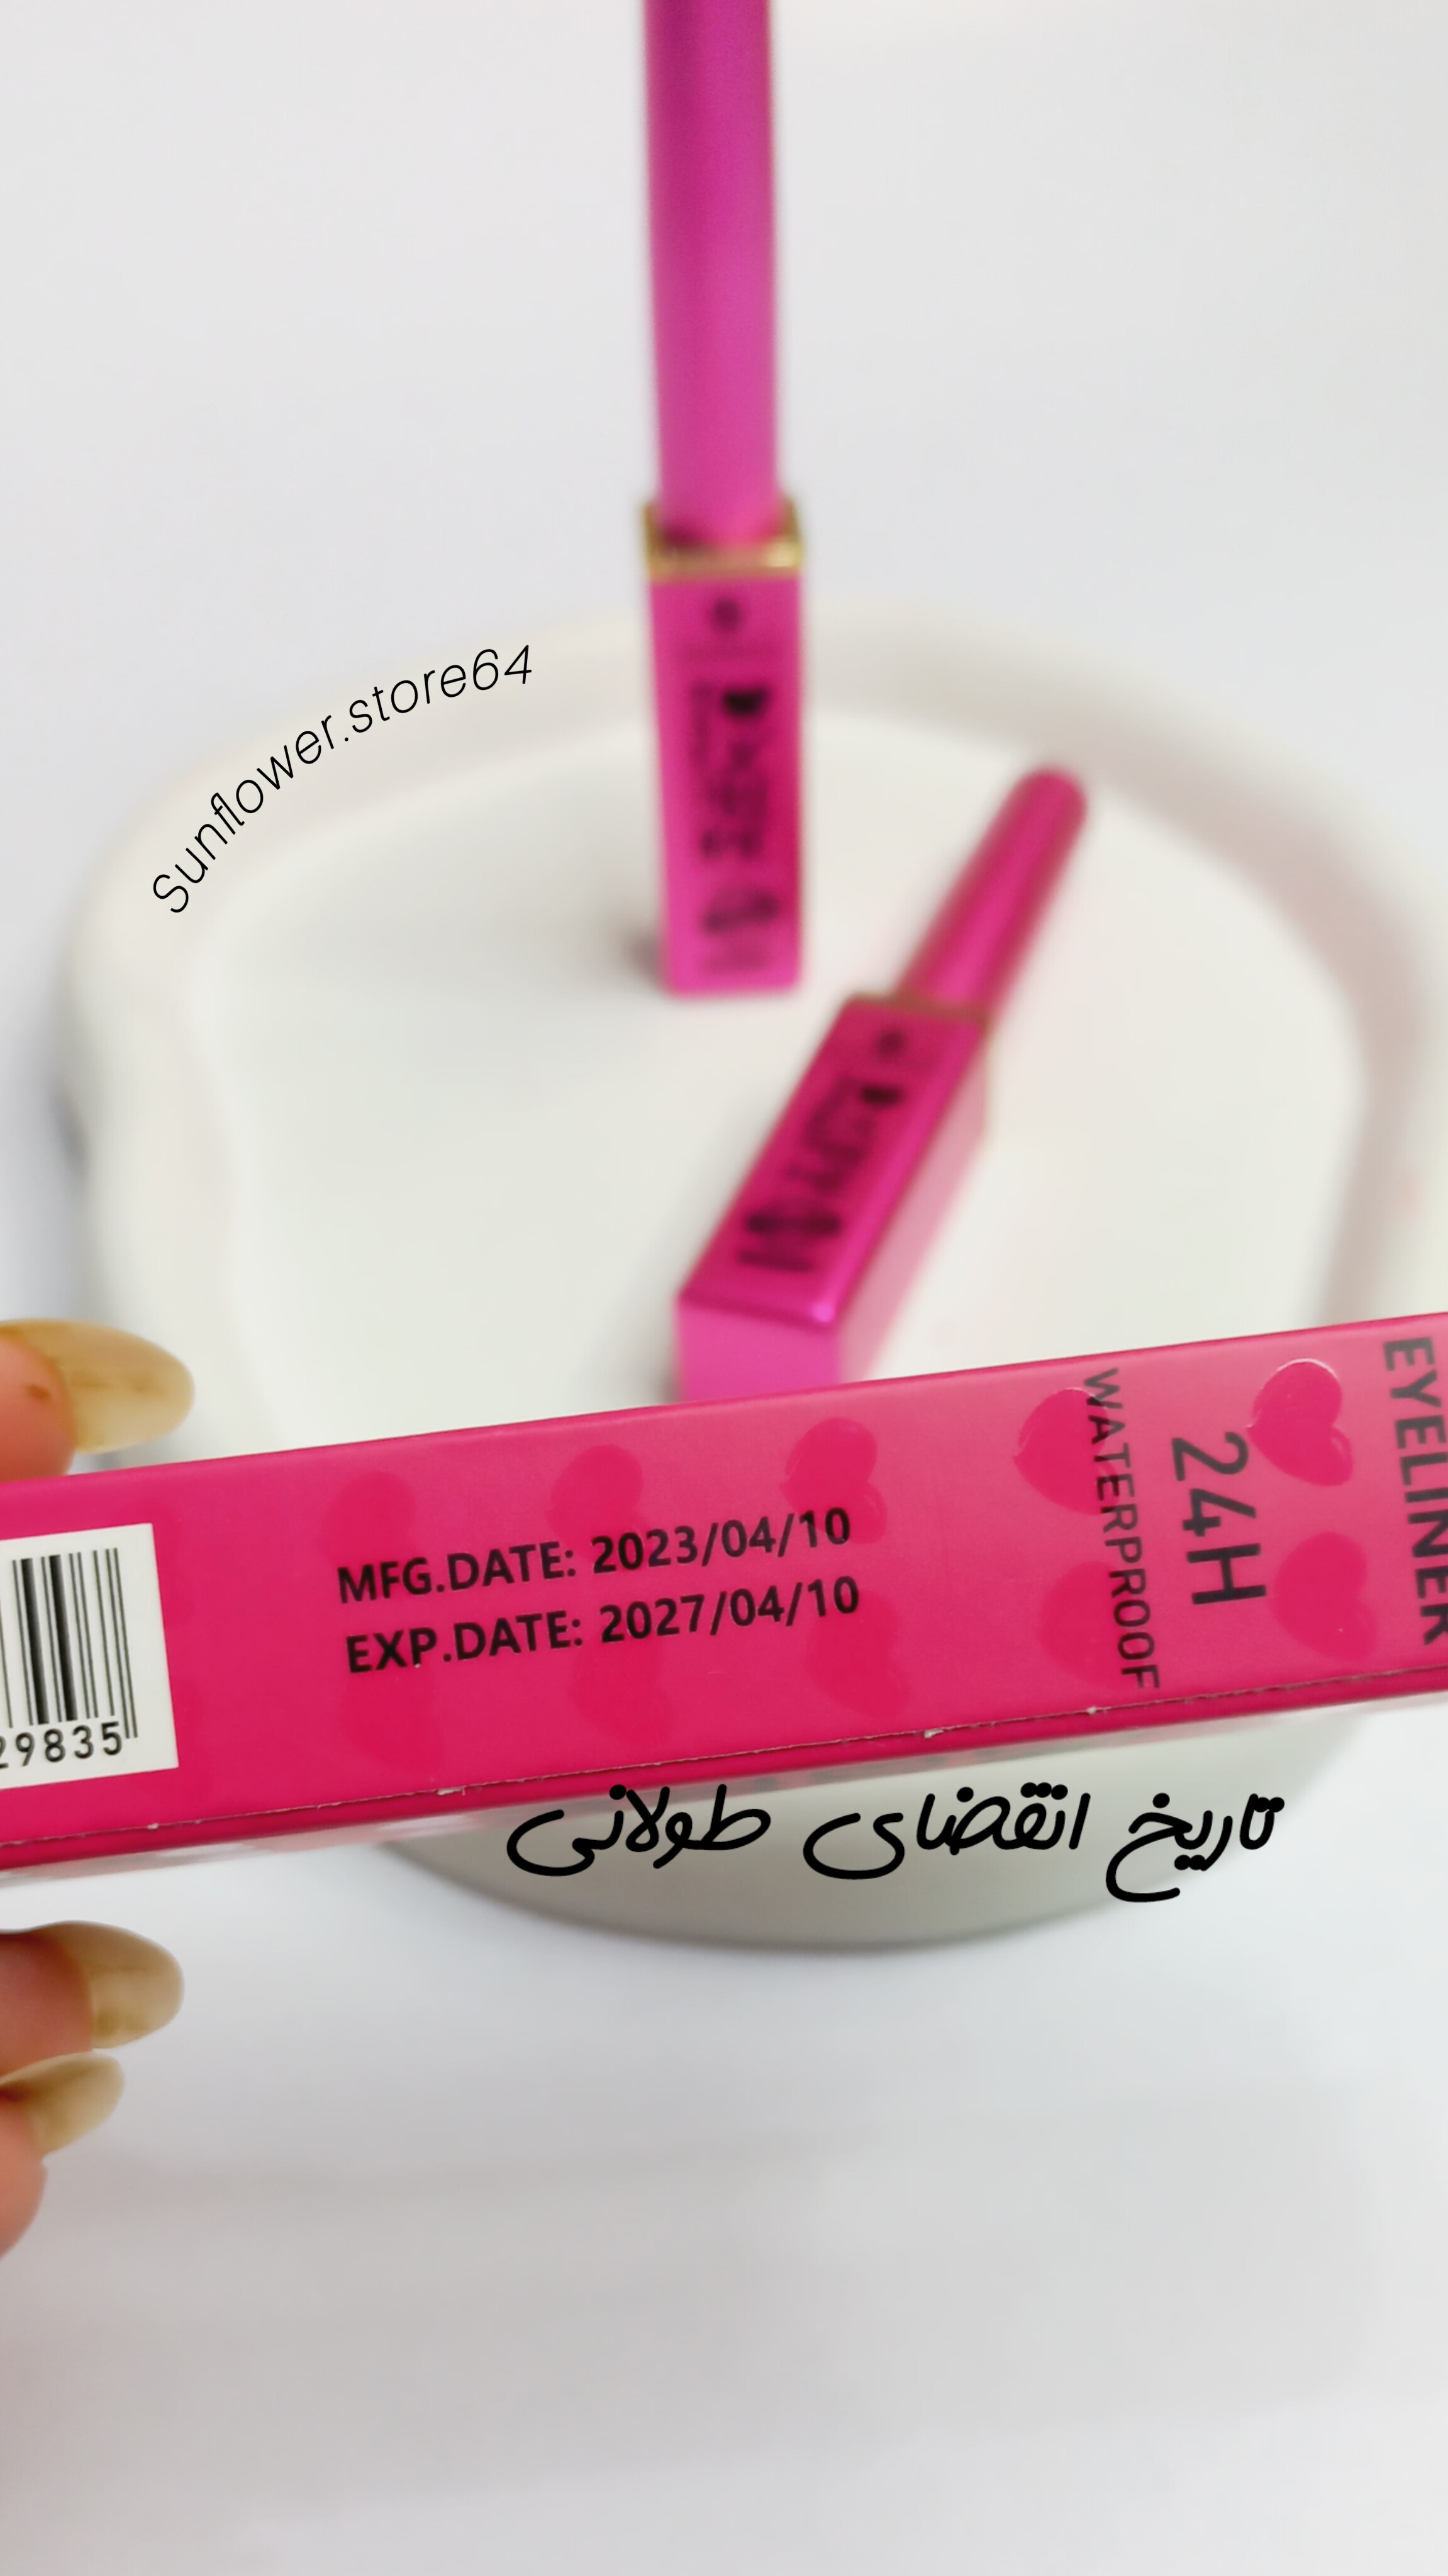 Sunflower.store64
EYELINER
24H
WATERPROOF
MFG.DATE: 2023/04/10
EXP.DATE: 2027/04/10
29835
تاریخ انقضای طولانی